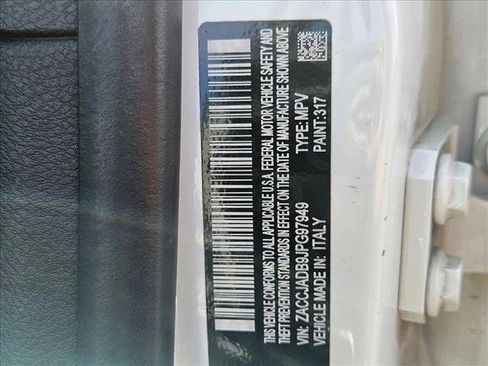 THIS VEHICLE CONFORMS TO ALL APPLICABLE U.S.A. FEDERAL MOTOR VEHICLE SAFETY AND
THEFT PREVENTION STANDARDS IN EFFECT ON THE DATE OF MANUFACTURE SHOWN ABOVE
VIN: ZACCJADB9JPG97949 TYPE: MPV
VEHICLE MADE IN: ITALY PAINT: 317